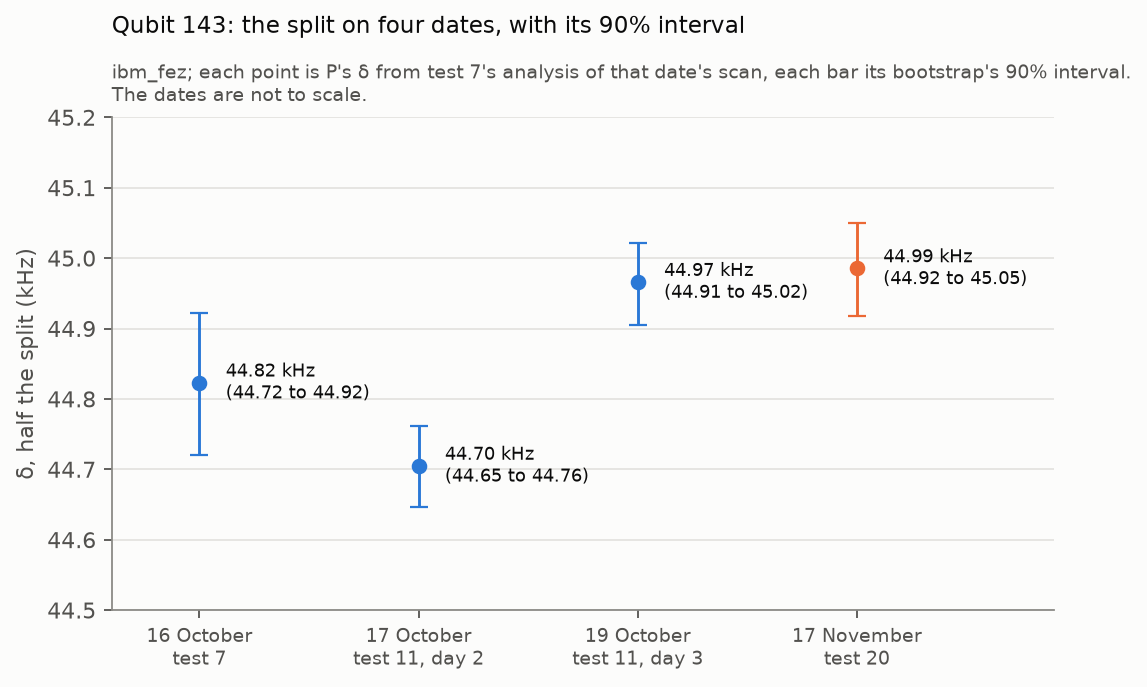 Qubit 143: the split on four dates, with its 90% interval
ibm_fez; each point is P's δ from test 7's analysis of that date's scan, each bar its bootstrap's 90% interval.
The dates are not to scale.
δ, half the split (kHz)
45.2
45.1
45.0
44.9
44.8
44.7
44.6
44.5
44.82 kHz
(44.72 to 44.92)
44.70 kHz
(44.65 to 44.76)
44.97 kHz
(44.91 to 45.02)
44.99 kHz
(44.92 to 45.05)
16 October
test 7
17 October
test 11, day 2
19 October
test 11, day 3
17 November
test 20